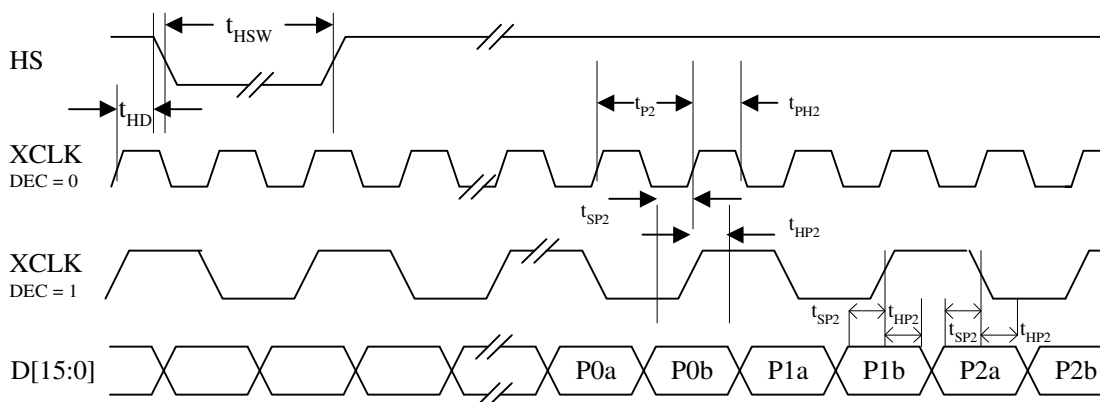 t_HSW
HS
t_HD
t_P2
t_PH2
XCLK
DEC = 0
t_SP2
t_HP2
XCLK
DEC = 1
t_SP2
t_HP2
t_SP2
t_HP2
D[15:0]
P0a
P0b
P1a
P1b
P2a
P2b